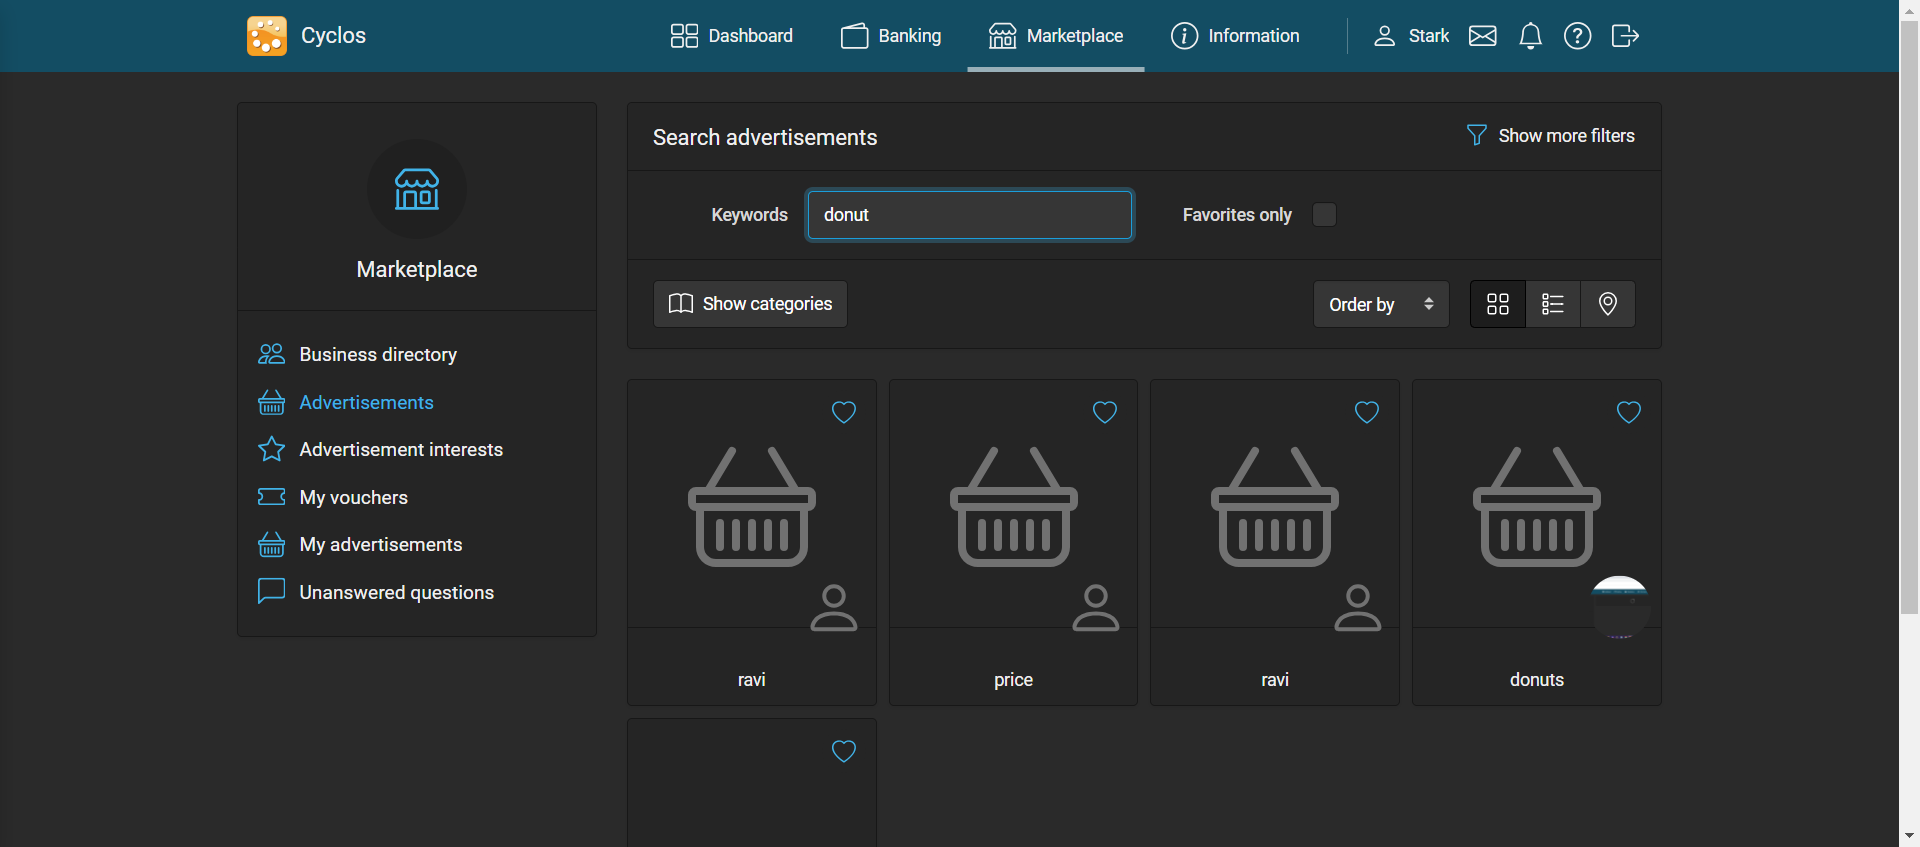 Cyclos
Dashboard
Banking
Marketplace
Information
Stark
Marketplace
Business directory
Advertisements
Advertisement interests
My vouchers
My advertisements
Unanswered questions
Search advertisements
Show more filters
Keywords
donut
Favorites only
Show categories
Order by
ravi
price
ravi
donuts